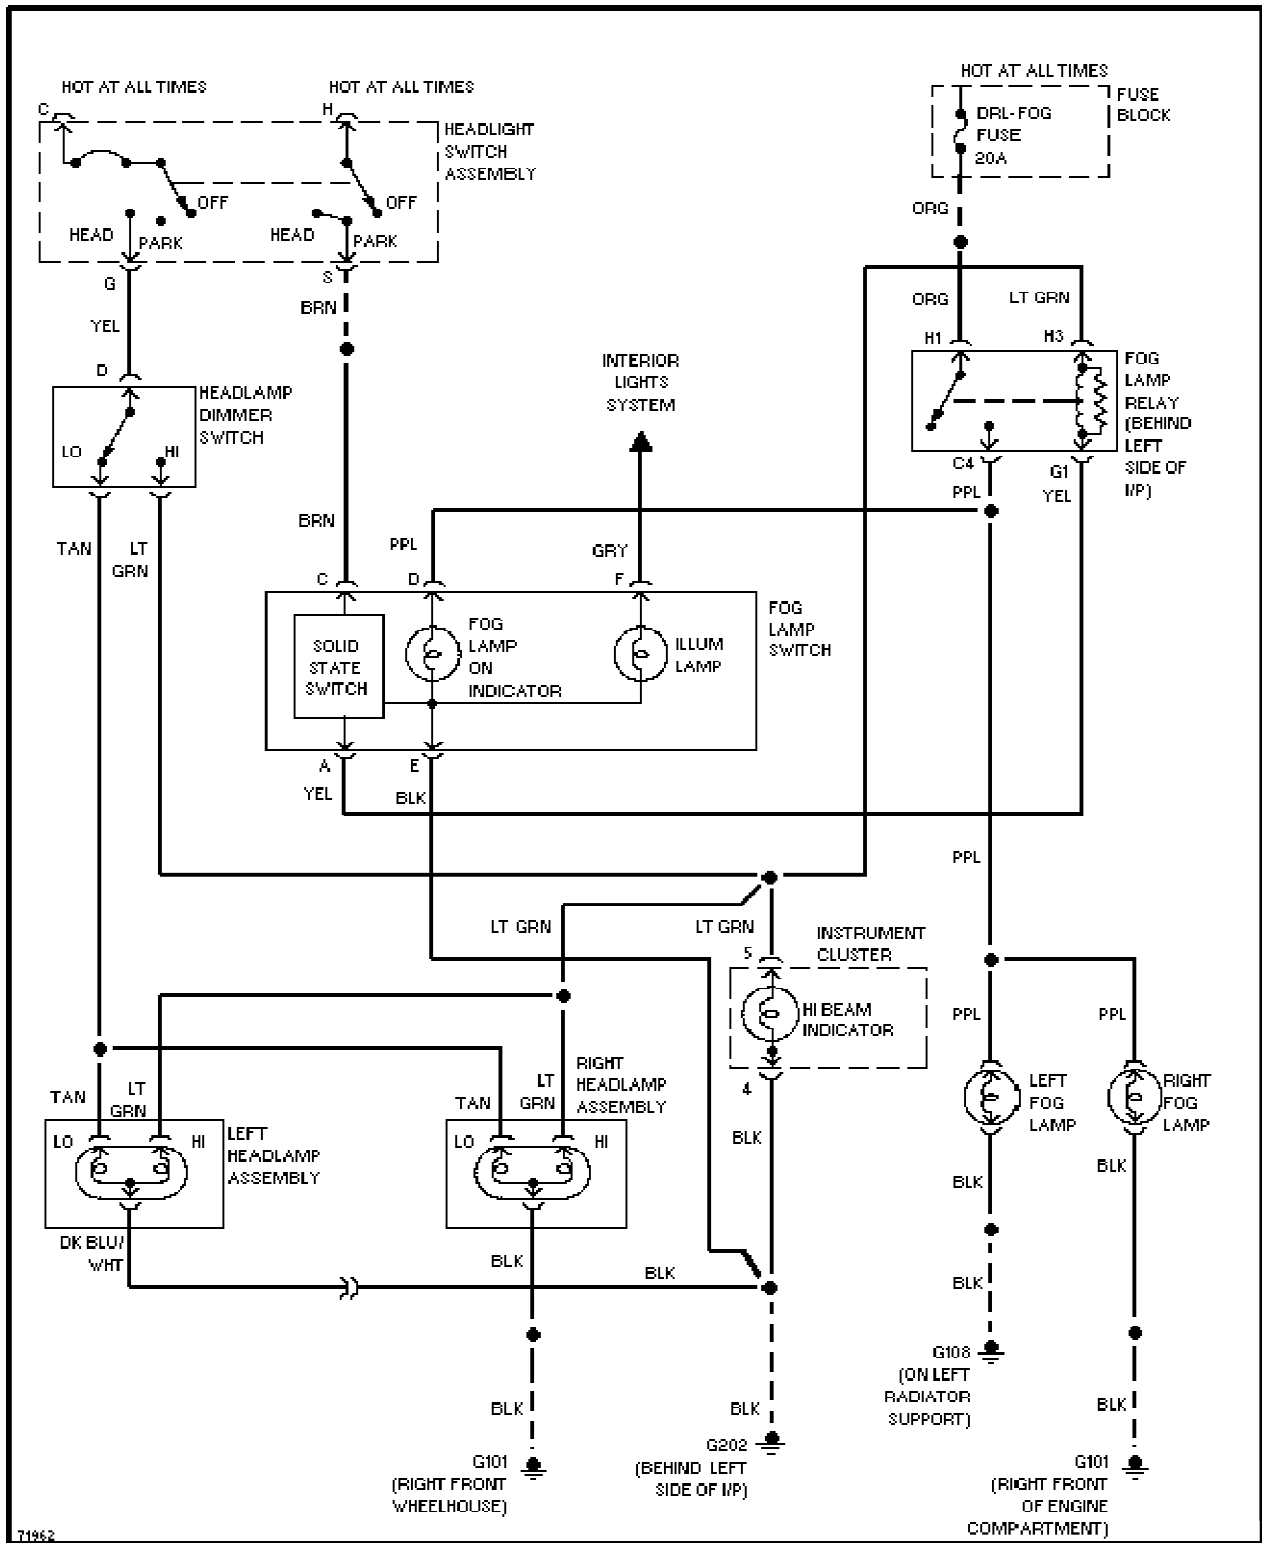 HOT AT ALL TIMES
HOT AT ALL TIMES
HOT AT ALL TIMES
C
H
HEADLIGHT
SWITCH
ASSEMBLY
OFF
OFF
HEAD
PARK
HEAD
PARK
G
S
FUSE
BLOCK
DRL-FOG
FUSE
20A
ORG
ORG
LT GRN
H1
H3
FOG
LAMP
RELAY
(BEHIND
LEFT
SIDE OF
I/P)
C4
G1
PPL
YEL
YEL
BRN
D
HEADLAMP
DIMMER
SWITCH
LO
HI
INTERIOR
LIGHTS
SYSTEM
TAN
LT
GRN
BRN
PPL
GRY
C
D
F
FOG
LAMP
SWITCH
SOLID
STATE
SWITCH
FOG
LAMP
ON
INDICATOR
ILLUM
LAMP
A
E
YEL
BLK
PPL
LT GRN
LT GRN
INSTRUMENT
CLUSTER
5
HI BEAM
INDICATOR
4
BLK
PPL
PPL
LEFT
FOG
LAMP
RIGHT
FOG
LAMP
TAN
LT
GRN
TAN
LT
GRN
RIGHT
HEADLAMP
ASSEMBLY
LO
HI
LEFT
HEADLAMP
ASSEMBLY
LO
HI
BLK
BLK
DK BLU/
WHT
BLK
BLK
BLK
G108
(ON LEFT
RADIATOR
SUPPORT)
BLK
BLK
BLK
G101
(RIGHT FRONT
WHEELHOUSE)
G202
(BEHIND LEFT
SIDE OF I/P)
G101
(RIGHT FRONT
OF ENGINE
COMPARTMENT)
71962